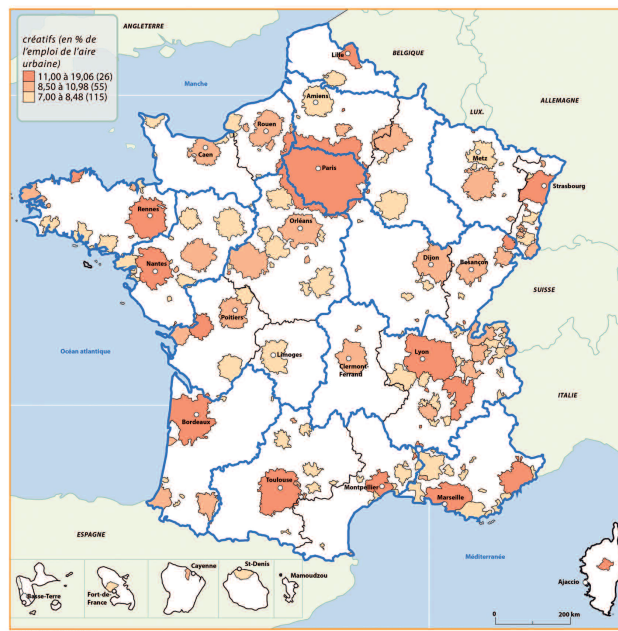 créatifs (en % de
l'emploi de l'aire
urbaine)
11,00 à 19,06 (26)
8,50 à 10,98 (55)
7,00 à 8,48 (115)
ANGLETERRE
BELGIQUE
Manche
Lille
ALLEMAGNE
LUX.
Amiens
Rouen
Caen
Metz
Paris
Strasbourg
Rennes
Orléans
Nantes
Dijon
Besançon
SUISSE
Poitiers
Océan atlantique
Limoges
Clermont-
Ferrand
Lyon
ITALIE
Bordeaux
Toulouse
Montpellier
Marseille
ESPAGNE
Méditerranée
Cayenne
St-Denis
Mamoudzou
Ajaccio
Basse-Terre
Fort-de-
France
0 200 km